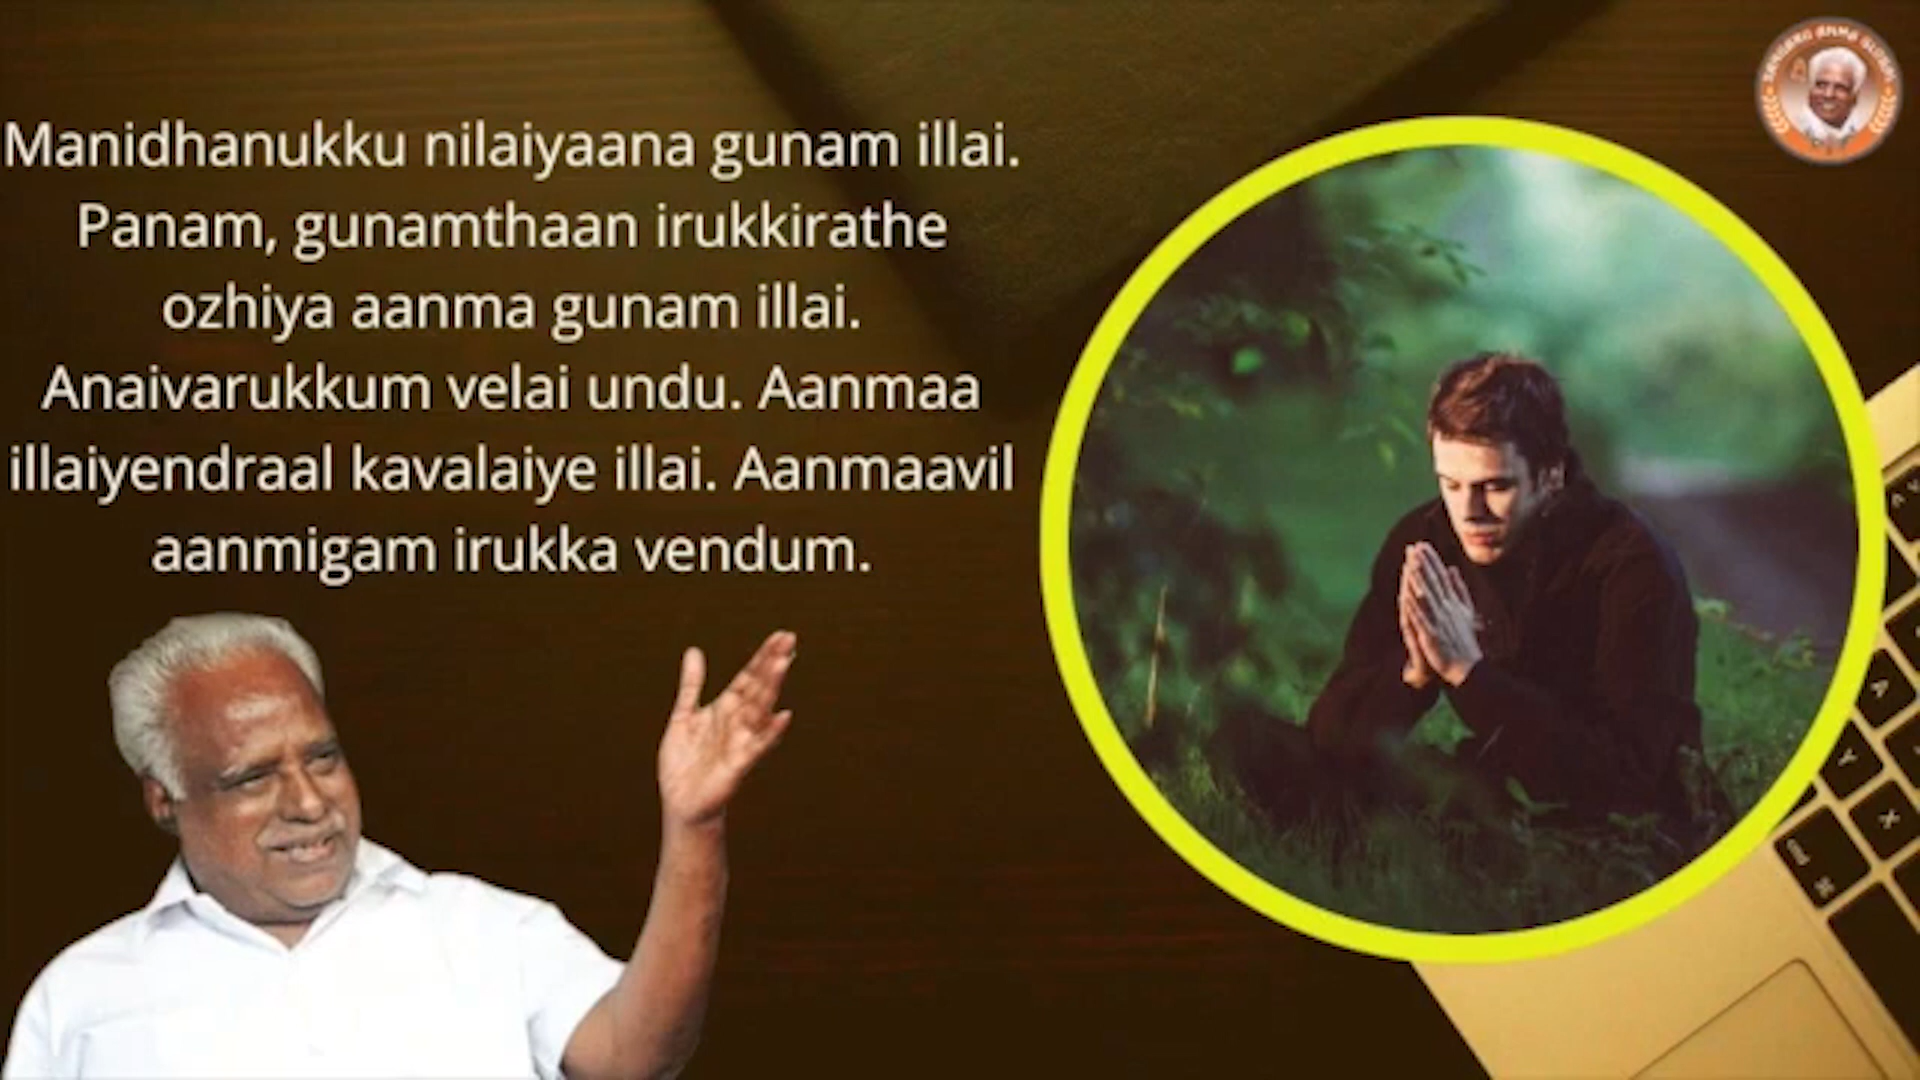 Manidhanukku nilaiyaana gunam illai.
Panam, gunamthaan irukkirathe
ozhiya aanma gunam illai.
Anaivarukkum velai undu. Aanmaa
illaiyendraal kavalaiye illai. Aanmaavil
aanmigam irukka vendum.
A
Y
X
cmd
⌘